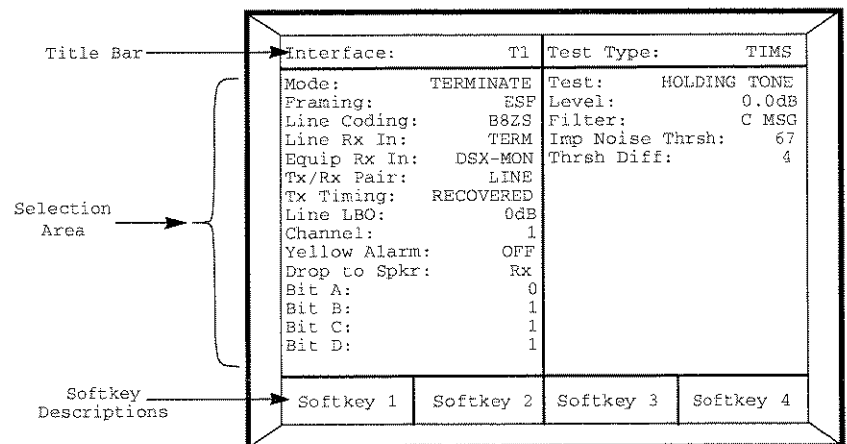 Title Bar
Interface: T1 Test Type: TIMS
Selection
Area
Mode: TERMINATE
Framing: ESF
Line Coding: B8ZS
Line Rx In: TERM
Equip Rx In: DSX-MON
Tx/Rx Pair: LINE
Tx Timing: RECOVERED
Line LBO: 0dB
Channel: 1
Yellow Alarm: OFF
Drop to Spkr: Rx
Bit A: 0
Bit B: 1
Bit C: 1
Bit D: 1
Test: HOLDING TONE
Level: 0.0dB
Filter: C MSG
Imp Noise Thrsh: 67
Thrsh Diff: 4
Softkey
Descriptions
Softkey 1 Softkey 2 Softkey 3 Softkey 4